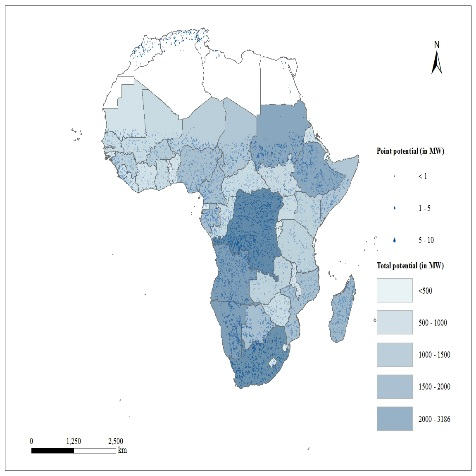 N
Point potential (in MW)
< 1
1 - 5
5 - 10
Total potential (in MW)
<500
500 - 1000
1000 - 1500
1500 - 2000
2000 - 3186
0 1,250 2,500
km